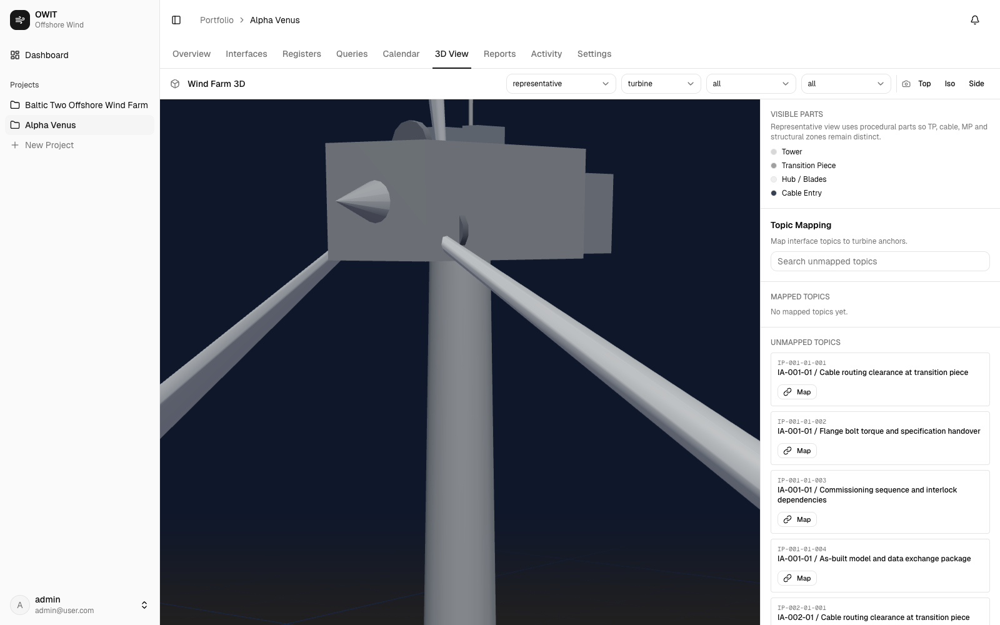 OWIT
Offshore Wind
Dashboard
Projects
Baltic Two Offshore Wind Farm
Alpha Venus
New Project
A
admin
admin@user.com
Portfolio > Alpha Venus
Overview Interfaces Registers Queries Calendar 3D View Reports Activity Settings
Wind Farm 3D
representative turbine all all Top Iso Side
VISIBLE PARTS
Representative view uses procedural parts so TP, cable, MP and
structural zones remain distinct.
Tower
Transition Piece
Hub / Blades
Cable Entry
Topic Mapping
Map interface topics to turbine anchors.
Search unmapped topics
MAPPED TOPICS
No mapped topics yet.
UNMAPPED TOPICS
IP-001-01-001
IA-001-01 / Cable routing clearance at transition piece
Map
IP-001-01-002
IA-001-01 / Flange bolt torque and specification handover
Map
IP-001-01-003
IA-001-01 / Commissioning sequence and interlock
dependencies
Map
IP-001-01-004
IA-001-01 / As-built model and data exchange package
Map
IP-002-01-001
IA-002-01 / Cable routing clearance at transition piece